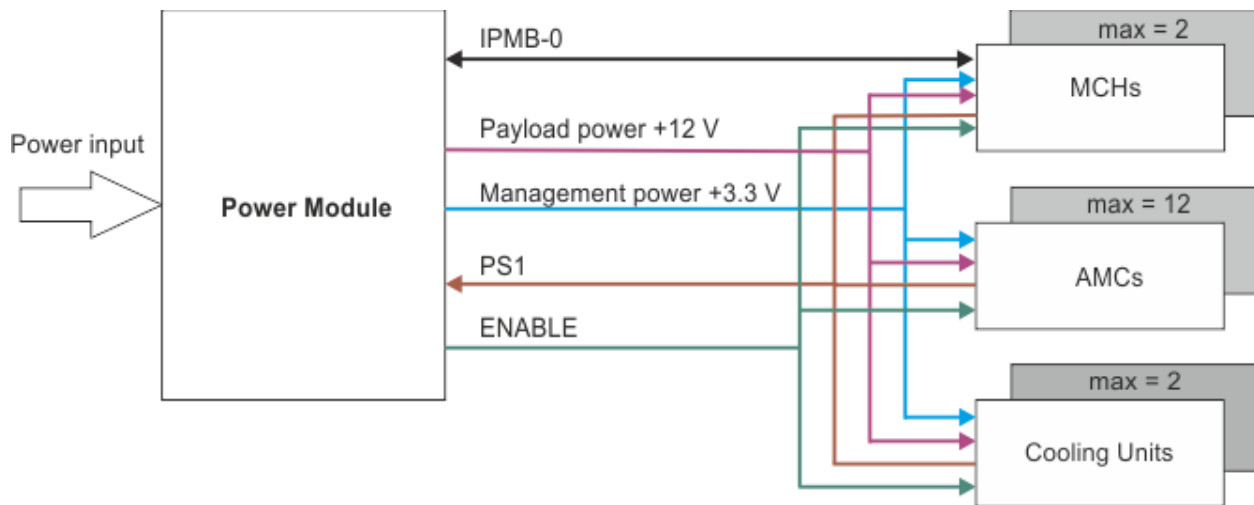 Power input
Power Module
IPMB-0
Payload power +12 V
Management power +3.3 V
PS1
ENABLE
max = 2
MCHs
max = 12
AMCs
max = 2
Cooling Units